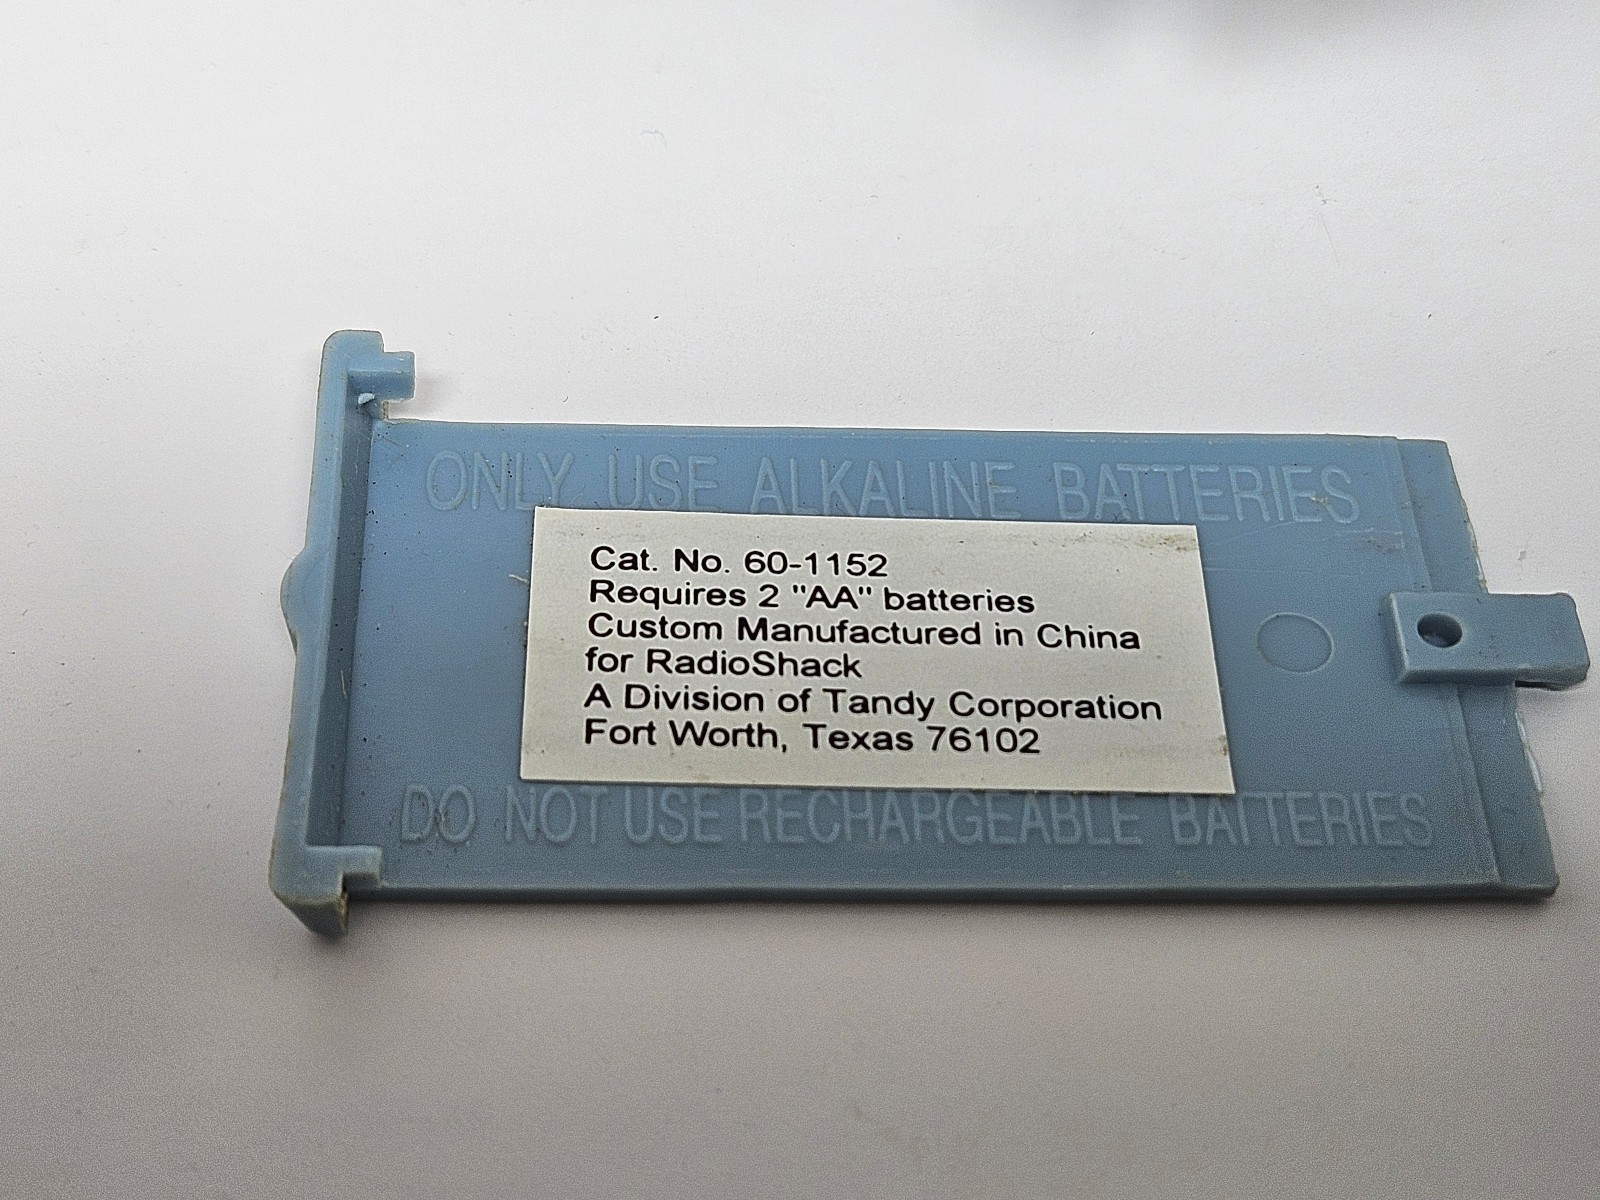 ONLY USE ALKALINE BATTERIES
Cat. No. 60-1152
Requires 2 "AA" batteries
Custom Manufactured in China
for RadioShack
A Division of Tandy Corporation
Fort Worth, Texas 76102
DO NOT USE RECHARGEABLE BATTERIES